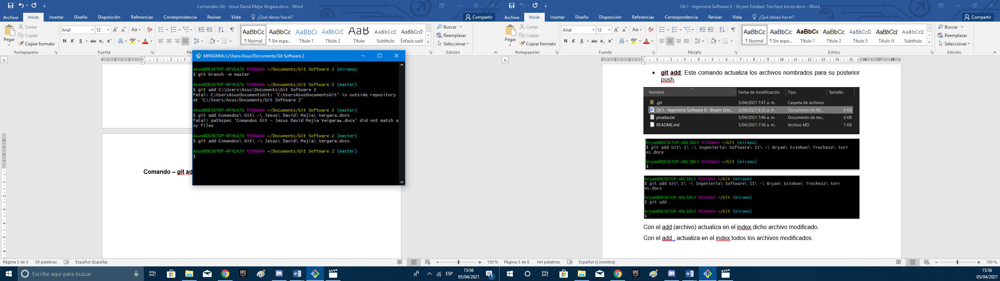 Comandos Git - Jesus David Mejia Vergara.docx - Word
Archivo Inicio Insertar Diseño Disposición Referencias Correspondencia Revisar Vista ¿Qué desea hacer? Compartir
Pegar
Cortar
Copiar
Copiar formato
Portapapeles
Arial 12
Fuente
AaBbCc AaBbCc AaBbC AaBbCcD AaB AaBbCcD AaBbCcD
¶ Normal ¶ Sin espa... Título 1 Título 2 Título Subtítulo Énfasis sutil
Buscar
Reemplazar
Seleccionar
Edición
MINGW64:/c/Users/Asus/Documents/Git Software 2
Asus@DESKTOP-RFH1A7U MINGW64 ~/Documents/Git Software 2 (mirama)
$ git branch -m master
Asus@DESKTOP-RFH1A7U MINGW64 ~/Documents/Git Software 2 (master)
$ git add C:\Users\Asus\Documents\Git Software 2
fatal: C:UsersAsusDocumentsGit: 'C:UsersAsusDocumentsGit' is outside repository
at 'C:/Users/Asus/Documents/Git Software 2'
Asus@DESKTOP-RFH1A7U MINGW64 ~/Documents/Git Software 2 (master)
$ git add Comandos\ Git\ -\ Jesus\ David\ Mejia\ Vergara.docx
fatal: pathspec 'Comandos Git - Jesus David Mejia Vergara.docx' did not match a
ny files
Asus@DESKTOP-RFH1A7U MINGW64 ~/Documents/Git Software 2 (master)
$ git add Comandos\ Git\ -\ Jesus\ David\ Mejia\ Vergara.docx
Asus@DESKTOP-RFH1A7U MINGW64 ~/Documents/Git Software 2 (master)
$
Comando – git ad
Página 3 de 3 59 palabras Español (España) 100 %
Escribe aquí para buscar
ESP
15:56
05/04/2021
Git I - Ingenieria Software II - Bryam Esteban Trochezz torres.docx - Word
Archivo Inicio Insertar Diseño Disposición Referencias Correspondencia Revisar Vista ¿Qué desea hacer? Compartir
Pegar
Cortar
Copiar
Copiar formato
Portapapeles
Arial 12
Fuente
Párrafo
AaBbCc AaBbCc AaBbCc AaBbCc AaBbCcD AaBbCcL AaBbCcD
¶ Normal ¶ Sin espa... Título 1 Título 2 Título 3 Título III Subtítulo
Estilos
Buscar
Reemplazar
Seleccionar
Edición
• git add: Este comando actualiza los archivos nombrados para su posterior
push.
Nombre Fecha de modificación Tipo Tamaño
.git 5/04/2021 7:47 a. m. Carpeta de archivos
Git I - Ingenieria Software II - Bryam Este... 5/04/2021 8:35 a. m. Documento de Mi... 0 KB
prueba.txt 5/04/2021 7:46 a. m. Documento de tex... 0 KB
README.md 5/04/2021 7:16 a. m. Archivo MD 1 KB
bryam@DESKTOP-ADL1BVJ MINGW64 ~/Git (mirama)
$ git add Git\ I\ -\ Ingenieria\ Software\ II\ -\ Bryam\ Esteban\ Trochezz\ torr
es.docx
bryam@DESKTOP-ADL1BVJ MINGW64 ~/Git (mirama)
$
bryam@DESKTOP-ADL1BVJ MINGW64 ~/Git (mirama)
$ git add Git\ I\ -\ Ingenieria\ Software\ II\ -\ Bryam\ Esteban\ Trochezz\ torr
es.docx
bryam@DESKTOP-ADL1BVJ MINGW64 ~/Git (mirama)
$ git add .
bryam@DESKTOP-ADL1BVJ MINGW64 ~/Git (mirama)
$
Con el add (archivo) actualiza en el index dicho archivo modificado.
Con el add . actualiza en el index todos los archivos modificados.
Página 3 de 6 164 palabras Español (Colombia) 100 %
15:56
05/04/2021